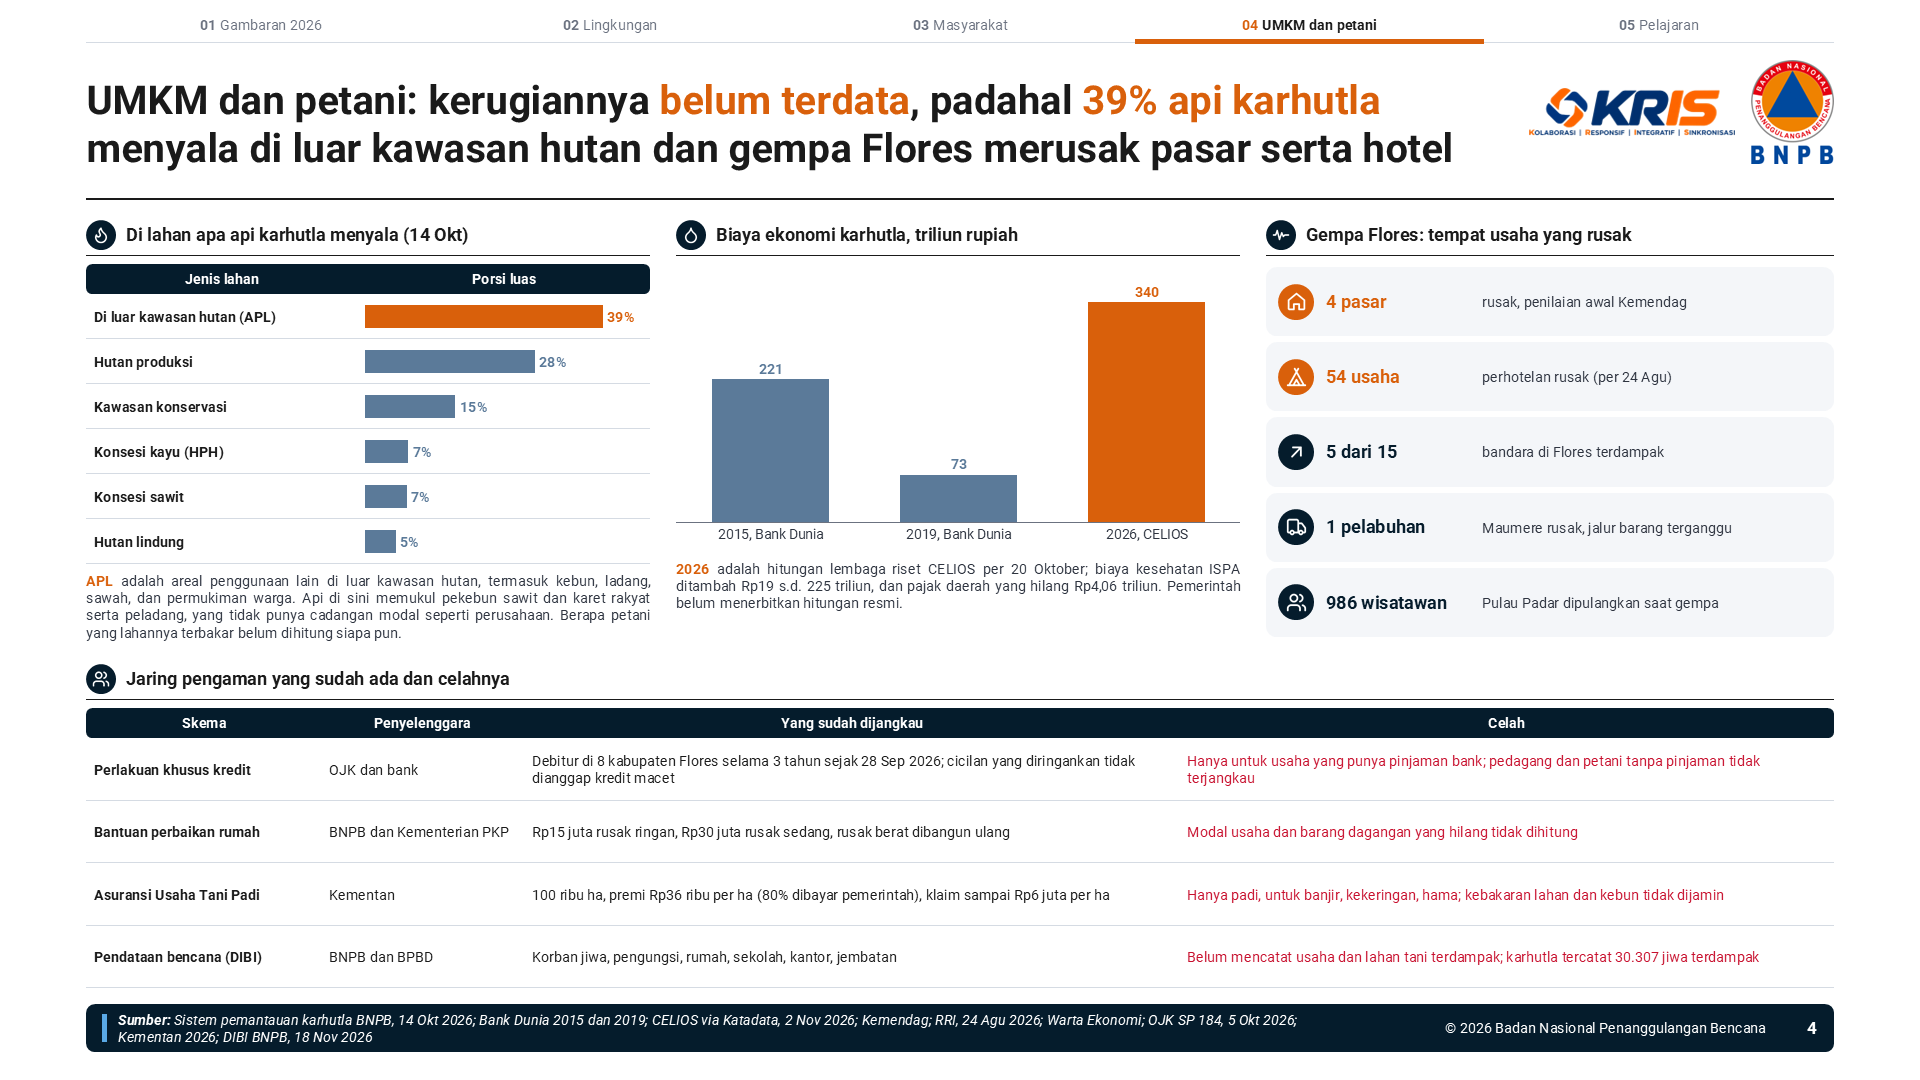 01 Gambaran 2026
02 Lingkungan
03 Masyarakat
04 UMKM dan petani
05 Pelajaran
UMKM dan petani: kerugiannya belum terdata, padahal 39% api karhutla
menyala di luar kawasan hutan dan gempa Flores merusak pasar serta hotel
KRIS
KOLABORASI | RESPONSIF | INTEGRATIF | SINKRONISASI
BADAN NASIONAL
PENANGGULANGAN BENCANA
BNPB
Di lahan apa api karhutla menyala (14 Okt)
Jenis lahan
Porsi luas
Di luar kawasan hutan (APL)
39%
Hutan produksi
28%
Kawasan konservasi
15%
Konsesi kayu (HPH)
7%
Konsesi sawit
7%
Hutan lindung
5%
APL adalah areal penggunaan lain di luar kawasan hutan, termasuk kebun, ladang,
sawah, dan permukiman warga. Api di sini memukul pekebun sawit dan karet rakyat
serta peladang, yang tidak punya cadangan modal seperti perusahaan. Berapa petani
yang lahannya terbakar belum dihitung siapa pun.
Biaya ekonomi karhutla, triliun rupiah
221
73
340
2015, Bank Dunia
2019, Bank Dunia
2026, CELIOS
2026 adalah hitungan lembaga riset CELIOS per 20 Oktober; biaya kesehatan ISPA
ditambah Rp19 s.d. 225 triliun, dan pajak daerah yang hilang Rp4,06 triliun. Pemerintah
belum menerbitkan hitungan resmi.
Gempa Flores: tempat usaha yang rusak
4 pasar
rusak, penilaian awal Kemendag
54 usaha
perhotelan rusak (per 24 Agu)
5 dari 15
bandara di Flores terdampak
1 pelabuhan
Maumere rusak, jalur barang terganggu
986 wisatawan
Pulau Padar dipulangkan saat gempa
Jaring pengaman yang sudah ada dan celahnya
Skema
Penyelenggara
Yang sudah dijangkau
Celah
Perlakuan khusus kredit
OJK dan bank
Debitur di 8 kabupaten Flores selama 3 tahun sejak 28 Sep 2026; cicilan yang diringankan tidak
dianggap kredit macet
Hanya untuk usaha yang punya pinjaman bank; pedagang dan petani tanpa pinjaman tidak
terjangkau
Bantuan perbaikan rumah
BNPB dan Kementerian PKP
Rp15 juta rusak ringan, Rp30 juta rusak sedang, rusak berat dibangun ulang
Modal usaha dan barang dagangan yang hilang tidak dihitung
Asuransi Usaha Tani Padi
Kementan
100 ribu ha, premi Rp36 ribu per ha (80% dibayar pemerintah), klaim sampai Rp6 juta per ha
Hanya padi, untuk banjir, kekeringan, hama; kebakaran lahan dan kebun tidak dijamin
Pendataan bencana (DIBI)
BNPB dan BPBD
Korban jiwa, pengungsi, rumah, sekolah, kantor, jembatan
Belum mencatat usaha dan lahan tani terdampak; karhutla tercatat 30.307 jiwa terdampak
Sumber: Sistem pemantauan karhutla BNPB, 14 Okt 2026; Bank Dunia 2015 dan 2019; CELIOS via Katadata, 2 Nov 2026; Kemendag; RRI, 24 Agu 2026; Warta Ekonomi; OJK SP 184, 5 Okt 2026;
Kementan 2026; DIBI BNPB, 18 Nov 2026
© 2026 Badan Nasional Penanggulangan Bencana
4